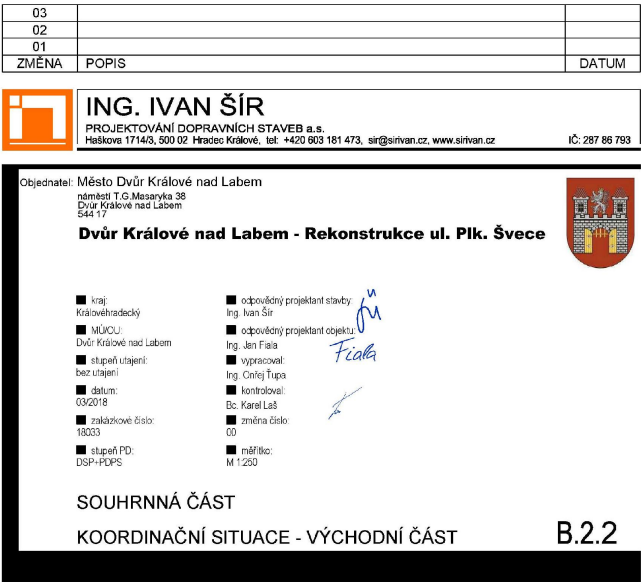 03
02
01
ZMĚNA POPIS DATUM
ING. IVAN ŠÍR
PROJEKTOVÁNÍ DOPRAVNÍCH STAVEB a.s.
Haškova 1714/3, 500 02 Hradec Králové, tel: +420 603 181 473, sir@sirivan.cz, www.sirivan.cz IČ: 287 86 793
Objednatel: Město Dvůr Králové nad Labem
náměstí T.G.Masaryka 38
Dvůr Králové nad Labem
544 17
Dvůr Králové nad Labem - Rekonstrukce ul. Plk. Švece
kraj: odpovědný projektant stavby:
Královéhradecký Ing. Ivan Šír
MÚ/OU: odpovědný projektant objektu:
Dvůr Králové nad Labem Ing. Jan Fiala
Fiala
stupeň utajení: vypracoval:
bez utajení Ing. Onřej Ťupa
datum: kontroloval:
03/2018 Bc. Karel Laš
zakázkové číslo: změna číslo:
18033 00
stupeň PD: měřítko:
DSP+PDPS M 1:250
SOUHRNNÁ ČÁST
KOORDINAČNÍ SITUACE - VÝCHODNÍ ČÁST B.2.2